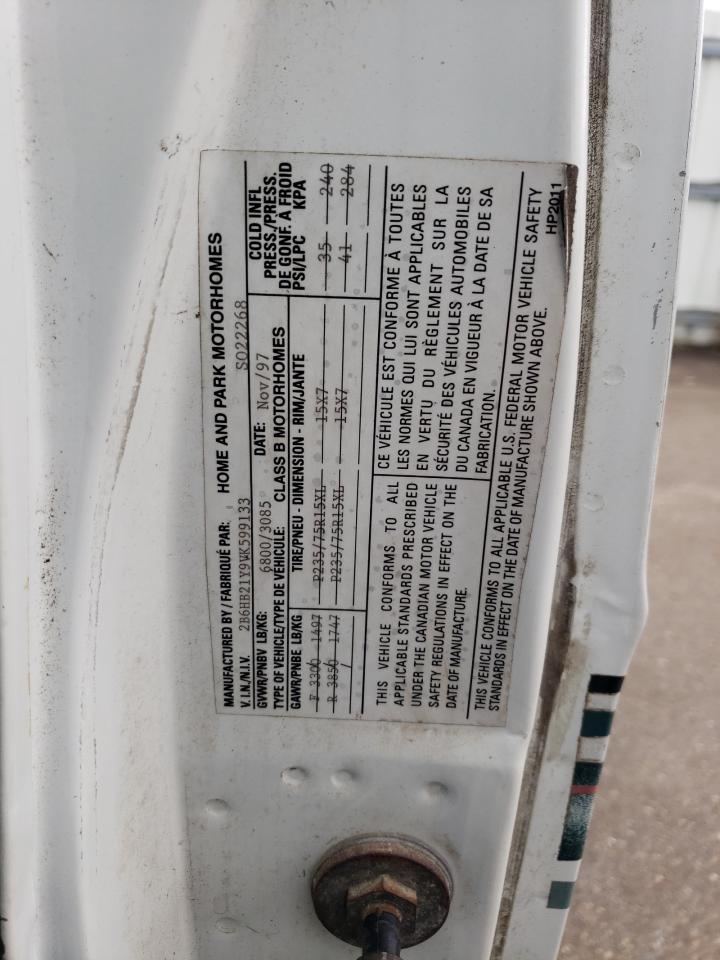 MANUFACTURED BY / FABRIQUÉ PAR: HOME AND PARK MOTORHOMES
V.I.N./N.I.V. 2B6HB21Y9WK599133 S022268
GVWR/PNBV LB/KG: 6800/3085 DATE: Nov/97
TYPE OF VEHICLE/TYPE DE VÉHICULE: CLASS B MOTORHOMES
GAWR/PNBE LB/KG TIRE/PNEU - DIMENSION - RIM/JANTE
COLD INFL
PRESS./PRESS.
DE GONF. A FROID
PSI/LPC KPA
F 3300/ 1497 P235/75R15XL 15X7 35 240
R 3850/ 1747 P235/75R15XL 15X7 41 284
/
THIS VEHICLE CONFORMS TO ALL
APPLICABLE STANDARDS PRESCRIBED
UNDER THE CANADIAN MOTOR VEHICLE
SAFETY REGULATIONS IN EFFECT ON THE
DATE OF MANUFACTURE.
CE VÉHICULE EST CONFORME À TOUTES
LES NORMES QUI LUI SONT APPLICABLES
EN VERTU DU RÈGLEMENT SUR LA
SÉCURITÉ DES VÉHICULES AUTOMOBILES
DU CANADA EN VIGUEUR À LA DATE DE SA
FABRICATION.
THIS VEHICLE CONFORMS TO ALL APPLICABLE U.S. FEDERAL MOTOR VEHICLE SAFETY
STANDARDS IN EFFECT ON THE DATE OF MANUFACTURE SHOWN ABOVE.
HP2011